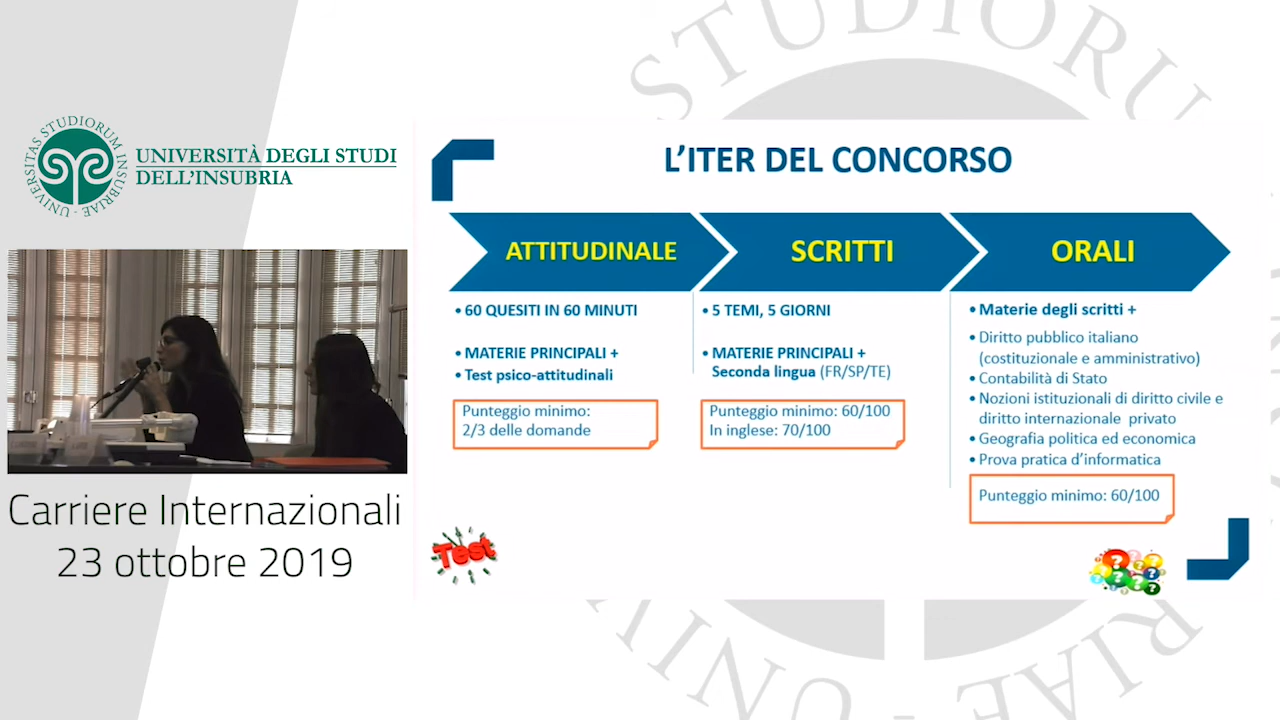 STUDIORUM
UNIVERSITAS STUDIORUM INSUBRIAE
UNIVERSITÀ DEGLI STUDI
DELL'INSUBRIA
Carriere Internazionali
23 ottobre 2019
L'ITER DEL CONCORSO
ATTITUDINALE
• 60 QUESITI IN 60 MINUTI
• MATERIE PRINCIPALI +
• Test psico-attitudinali
Punteggio minimo:
2/3 delle domande
Test
SCRITTI
• 5 TEMI, 5 GIORNI
• MATERIE PRINCIPALI +
Seconda lingua (FR/SP/TE)
Punteggio minimo: 60/100
In inglese: 70/100
ORALI
• Materie degli scritti +
• Diritto pubblico italiano
(costituzionale e amministrativo)
• Contabilità di Stato
• Nozioni istituzionali di diritto civile e
diritto internazionale privato
• Geografia politica ed economica
• Prova pratica d'informatica
Punteggio minimo: 60/100